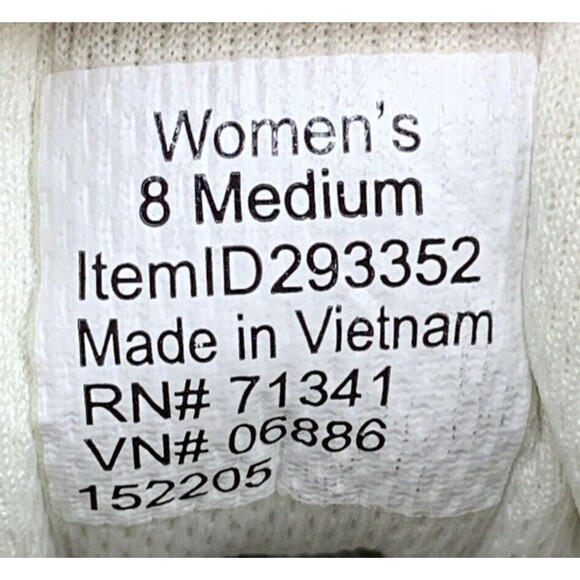 Women's
8 Medium
ItemID293352
Made in Vietnam
RN# 71341
VN# 06886
152205